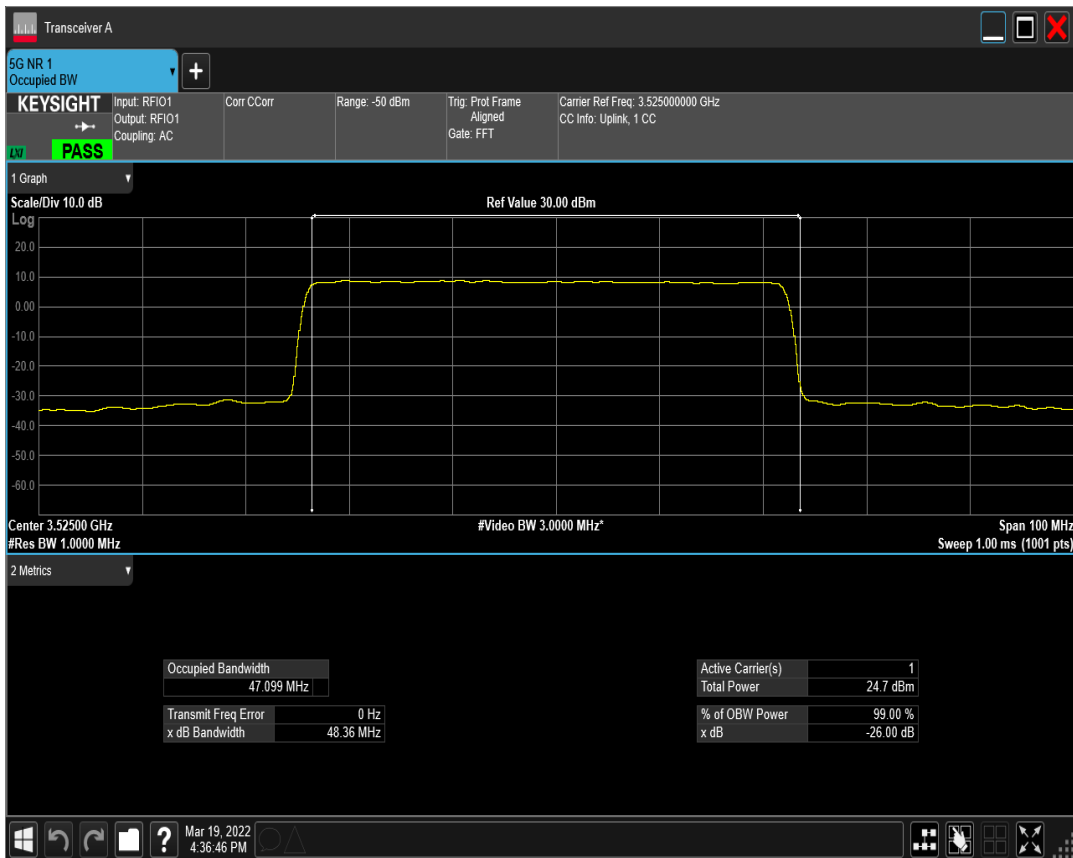 Transceiver A
5G NR 1
Occupied BW
+
KEYSIGHT
LXI
PASS
Input: RFIO1
Output: RFIO1
Coupling: AC
Corr CCorr
Range: -50 dBm
Trig: Prot Frame
Aligned
Gate: FFT
Carrier Ref Freq: 3.525000000 GHz
CC Info: Uplink, 1 CC
1 Graph
Scale/Div 10.0 dB
Ref Value 30.00 dBm
Log
20.0
10.0
0.00
-10.0
-20.0
-30.0
-40.0
-50.0
-60.0
Center 3.52500 GHz
#Video BW 3.0000 MHz*
Span 100 MHz
#Res BW 1.0000 MHz
Sweep 1.00 ms (1001 pts)
2 Metrics
Occupied Bandwidth
47.099 MHz
Transmit Freq Error 0 Hz
x dB Bandwidth 48.36 MHz
Active Carrier(s) 1
Total Power 24.7 dBm
% of OBW Power 99.00 %
x dB -26.00 dB
?
Mar 19, 2022
4:36:46 PM